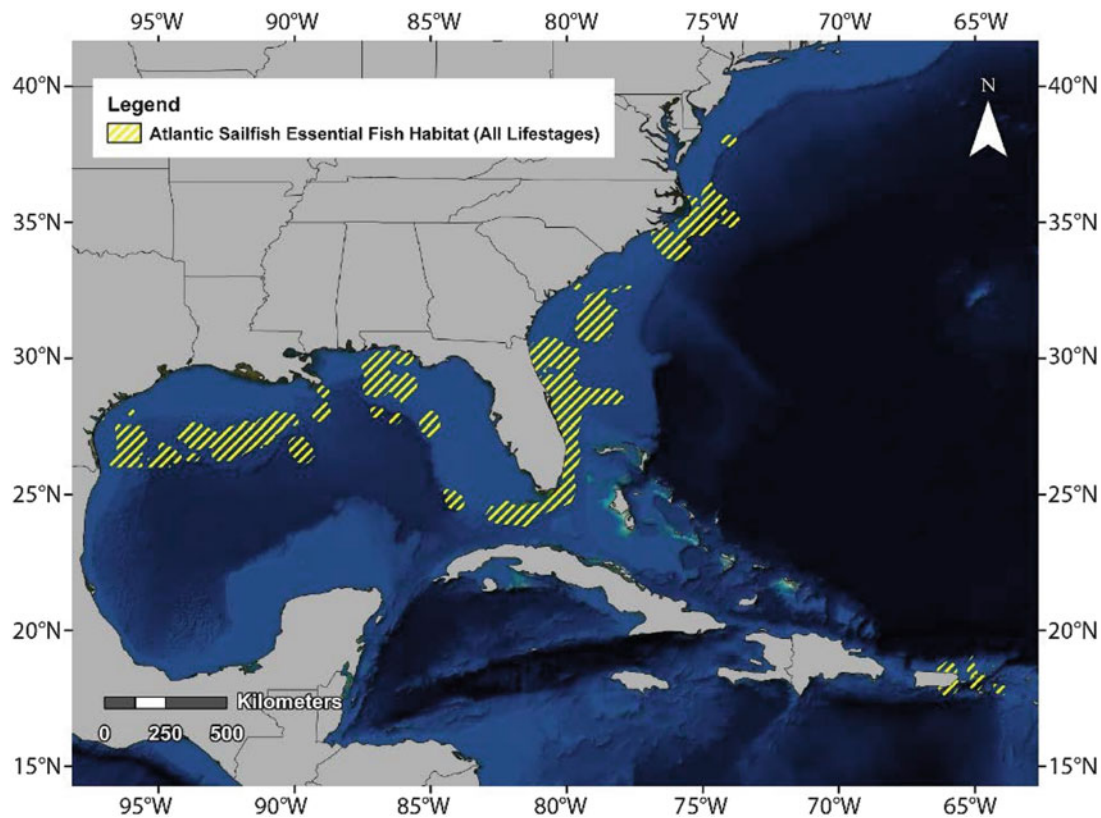 95°W 90°W 85°W 80°W 75°W 70°W 65°W
40°N 40°N
Legend
Atlantic Sailfish Essential Fish Habitat (All Lifestages)
N
35°N 35°N
30°N 30°N
25°N 25°N
20°N 20°N
Kilometers
0 250 500
15°N 15°N
95°W 90°W 85°W 80°W 75°W 70°W 65°W